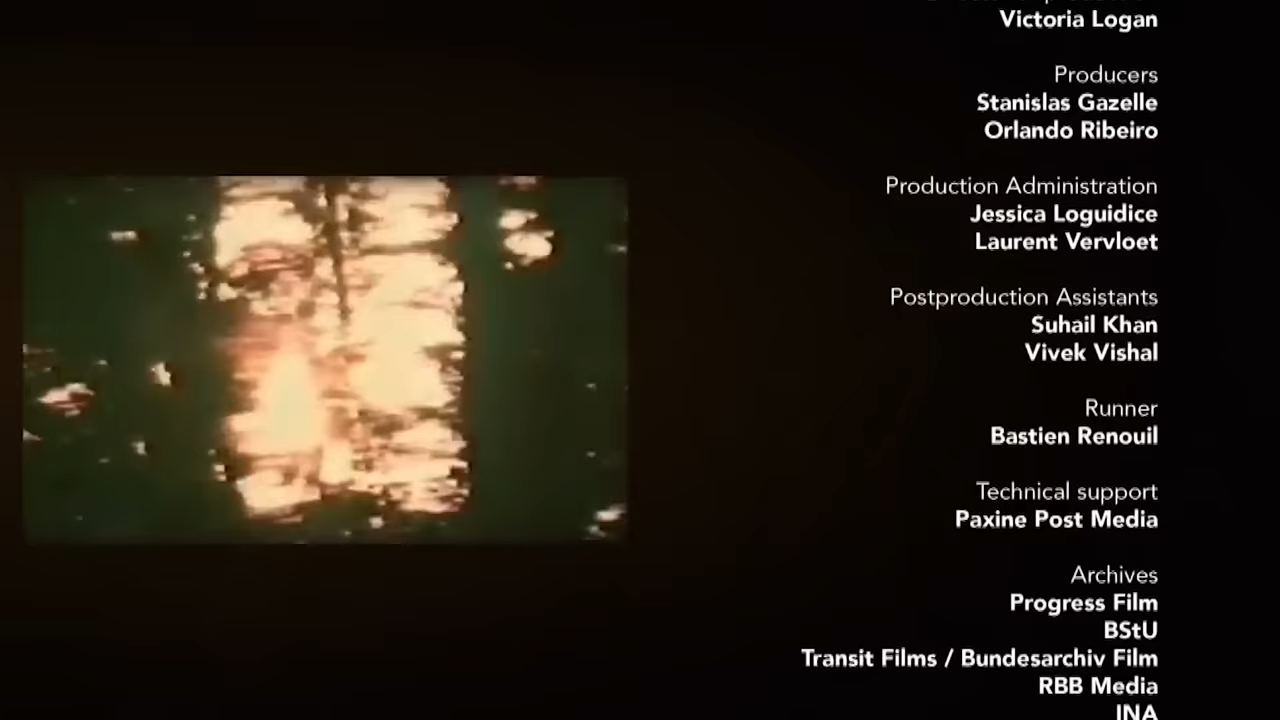 Victoria Logan
Producers
Stanislas Gazelle
Orlando Ribeiro
Production Administration
Jessica Loguidice
Laurent Vervloet
Postproduction Assistants
Suhail Khan
Vivek Vishal
Runner
Bastien Renouil
Technical support
Paxine Post Media
Archives
Progress Film
BStU
Transit Films / Bundesarchiv Film
RBB Media
INA